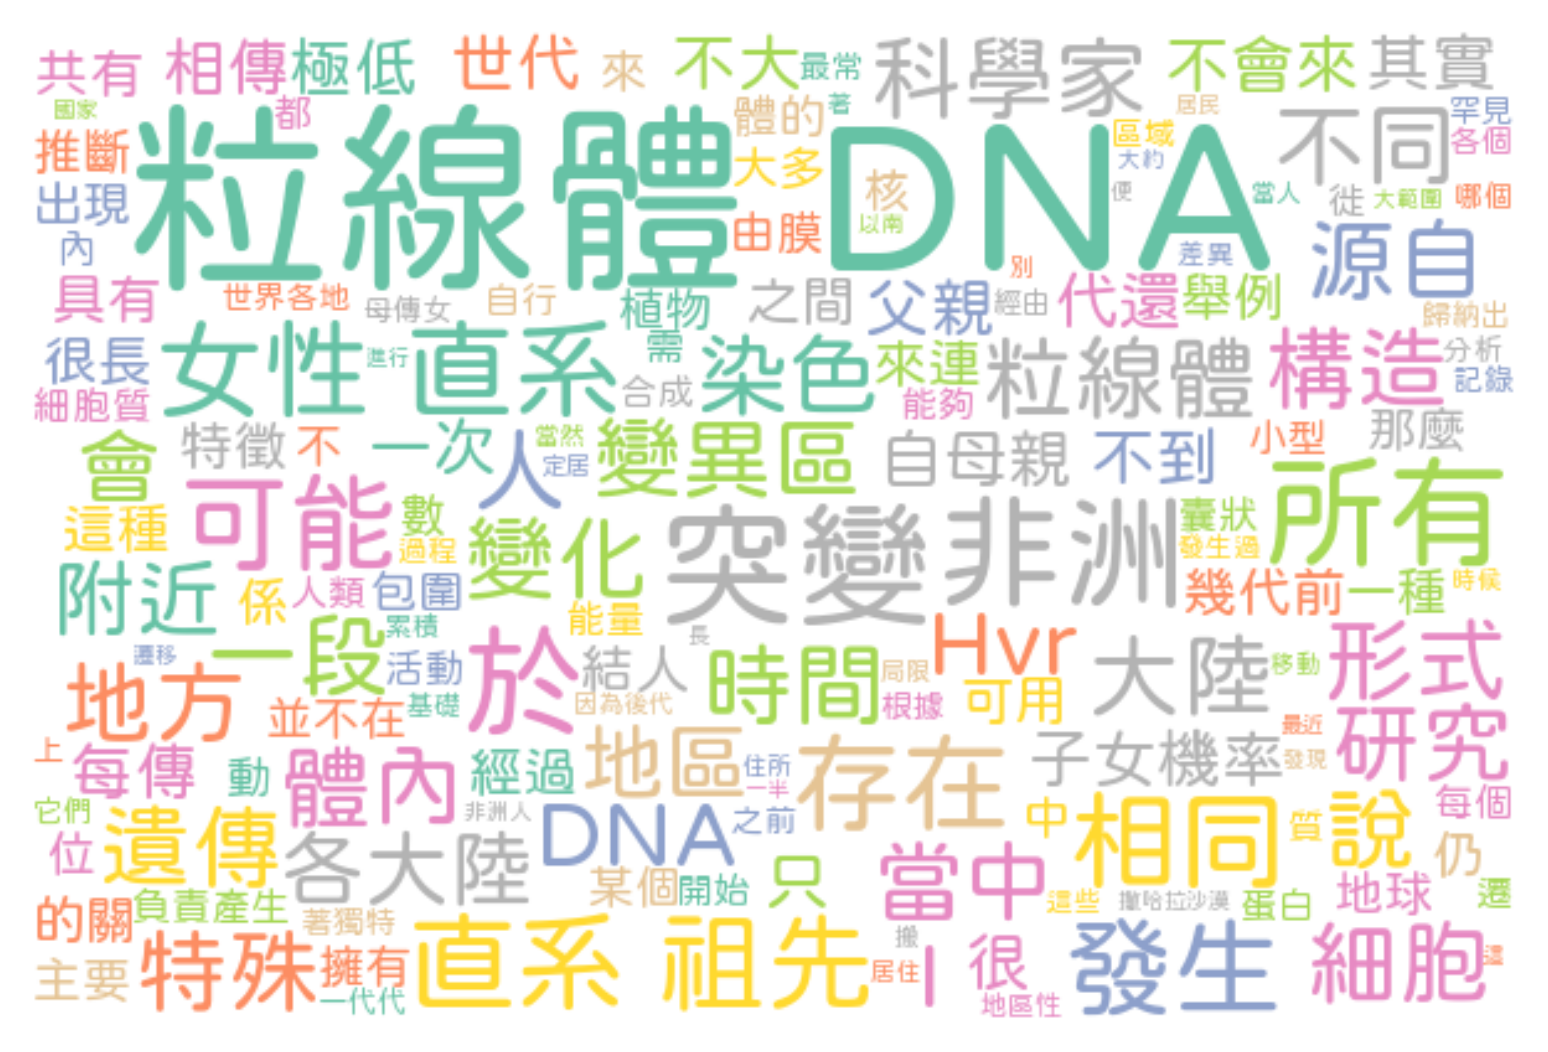 共有 相傳 極低 世代 來 不大 最常 科學家 不會來 其實
國家 都 體的 著 居民 罕見
推斷 粒線體 DNA 大多 區域 不同 各個
出現 核 大約 便 當人 徙 大範圍 哪個
內 由膜 以南 差異 源自
具有 世界各地 母傳女 自行 植物 之間 父親 別 經由 代還 舉例 歸納出
很長 女性 進行 直系 需 染色 來連 粒線體 構造 分析
細胞質 合成 能夠 記錄
會 特徵 不 一次 人 當然 定居 變異區 自母親 不到 小型 那麼
這種 可能 數 過程 變化 突變 非洲 囊狀 發生過 所有
附近 係 人類 包圍 能量 幾代前 一種 時候
遷移 一段 累積 活動 於 結人 長 時間 局限 Hvr 大陸 移動 形式
地方 並不在 基礎 因為後代 根據 可用
上 每傳 動 體內 經過 地區 住所 一半 存在 子女機率 最近 發現 研究
它們 非洲人 DNA 之前 中 相同 質 說 每個
位 遺傳 各大陸 某個 開始 只 當中 仍
的關 負責產生 著獨特 這些 撒哈拉沙漠 蛋白 地球 遷
主要 特殊 擁有 一代代 直系 祖先 搬 居住 I 很 地區性 發生 細胞 這